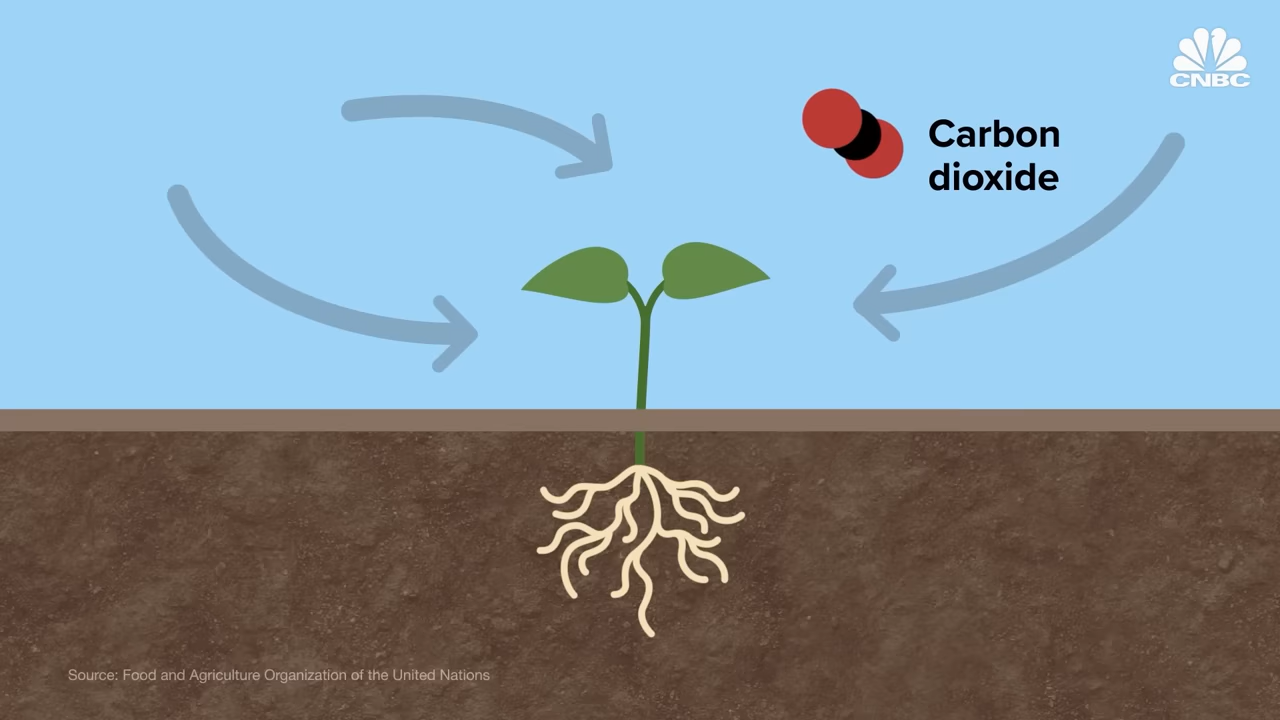 CNBC
Carbon
dioxide
Source: Food and Agriculture Organization of the United Nations